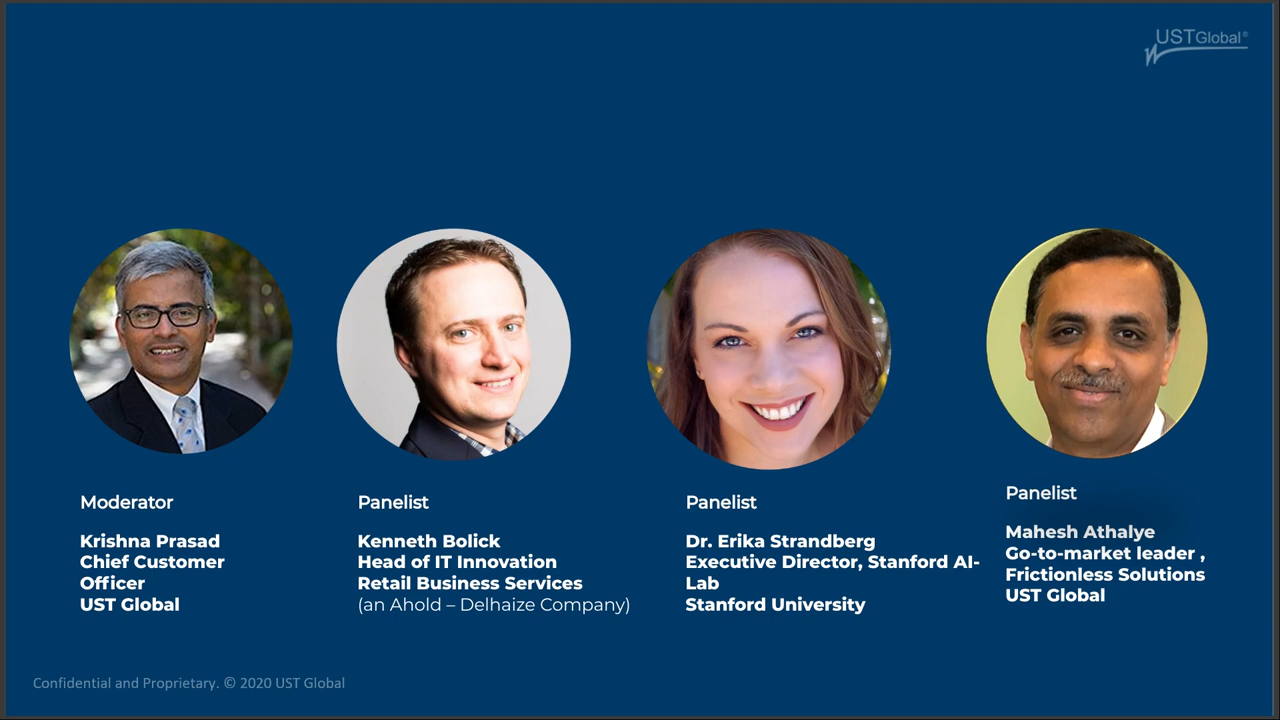 USTGlobal®
Moderator
Krishna Prasad
Chief Customer
Officer
UST Global
Panelist
Kenneth Bolick
Head of IT Innovation
Retail Business Services
(an Ahold – Delhaize Company)
Panelist
Dr. Erika Strandberg
Executive Director, Stanford AI-
Lab
Stanford University
Panelist
Mahesh Athalye
Go-to-market leader ,
Frictionless Solutions
UST Global
Confidential and Proprietary. © 2020 UST Global